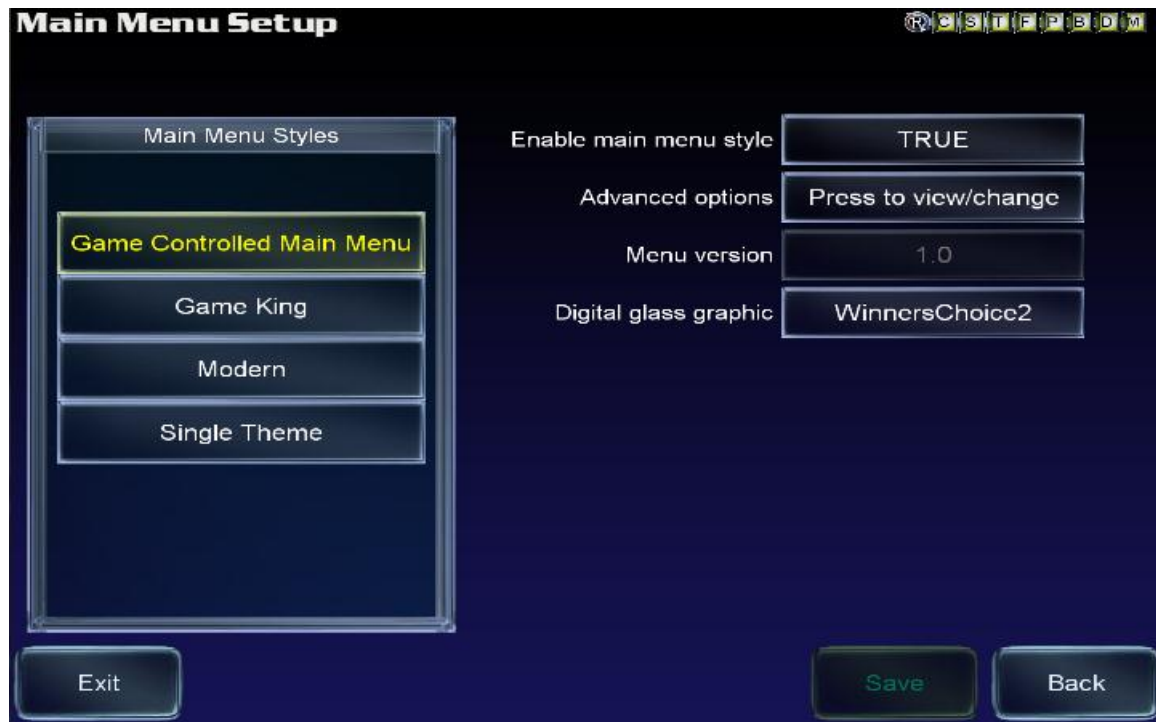 Main Menu Setup
R C S T F P B D M
Main Menu Styles
Game Controlled Main Menu
Game King
Modern
Single Theme
Enable main menu style TRUE
Advanced options Press to view/change
Menu version 1.0
Digital glass graphic WinnersChoice2
Exit
Save
Back